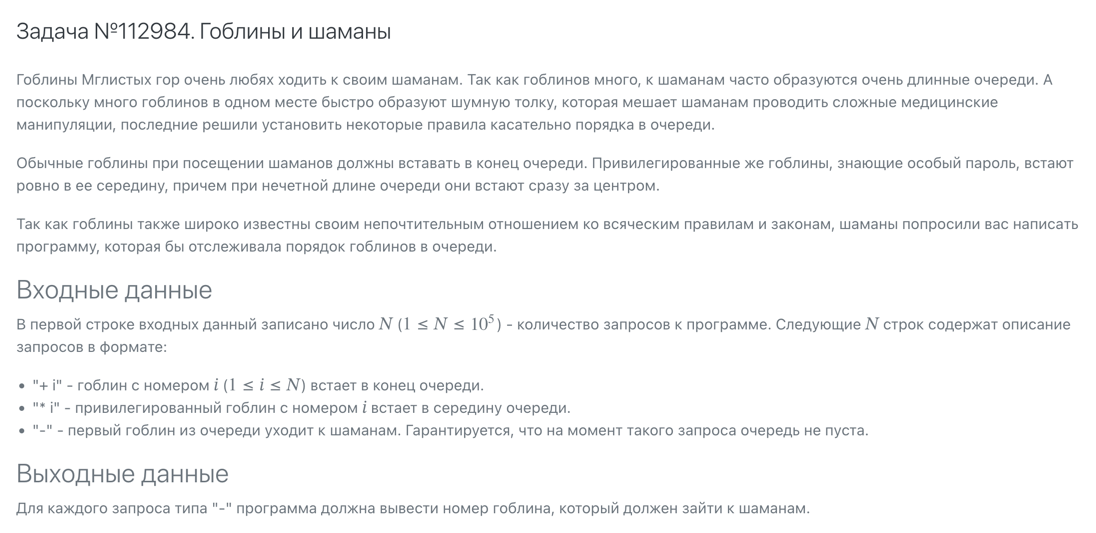 Задача №112984. Гоблины и шаманы
Гоблины Мглистых гор очень любях ходить к своим шаманам. Так как гоблинов много, к шаманам часто образуются очень длинные очереди. А
поскольку много гоблинов в одном месте быстро образуют шумную толку, которая мешает шаманам проводить сложные медицинские
манипуляции, последние решили установить некоторые правила касательно порядка в очереди.
Обычные гоблины при посещении шаманов должны вставать в конец очереди. Привилегированные же гоблины, знающие особый пароль, встают
ровно в ее середину, причем при нечетной длине очереди они встают сразу за центром.
Так как гоблины также широко известны своим непочтительным отношением ко всяческим правилам и законам, шаманы попросили вас написать
программу, которая бы отслеживала порядок гоблинов в очереди.
Входные данные
В первой строке входных данный записано число N (1 ≤ N ≤ 10⁵) - количество запросов к программе. Следующие N строк содержат описание
запросов в формате:
• "+ i" - гоблин с номером i (1 ≤ i ≤ N) встает в конец очереди.
• "* i" - привилегированный гоблин с номером i встает в середину очереди.
• "-" - первый гоблин из очереди уходит к шаманам. Гарантируется, что на момент такого запроса очередь не пуста.
Выходные данные
Для каждого запроса типа "-" программа должна вывести номер гоблина, который должен зайти к шаманам.